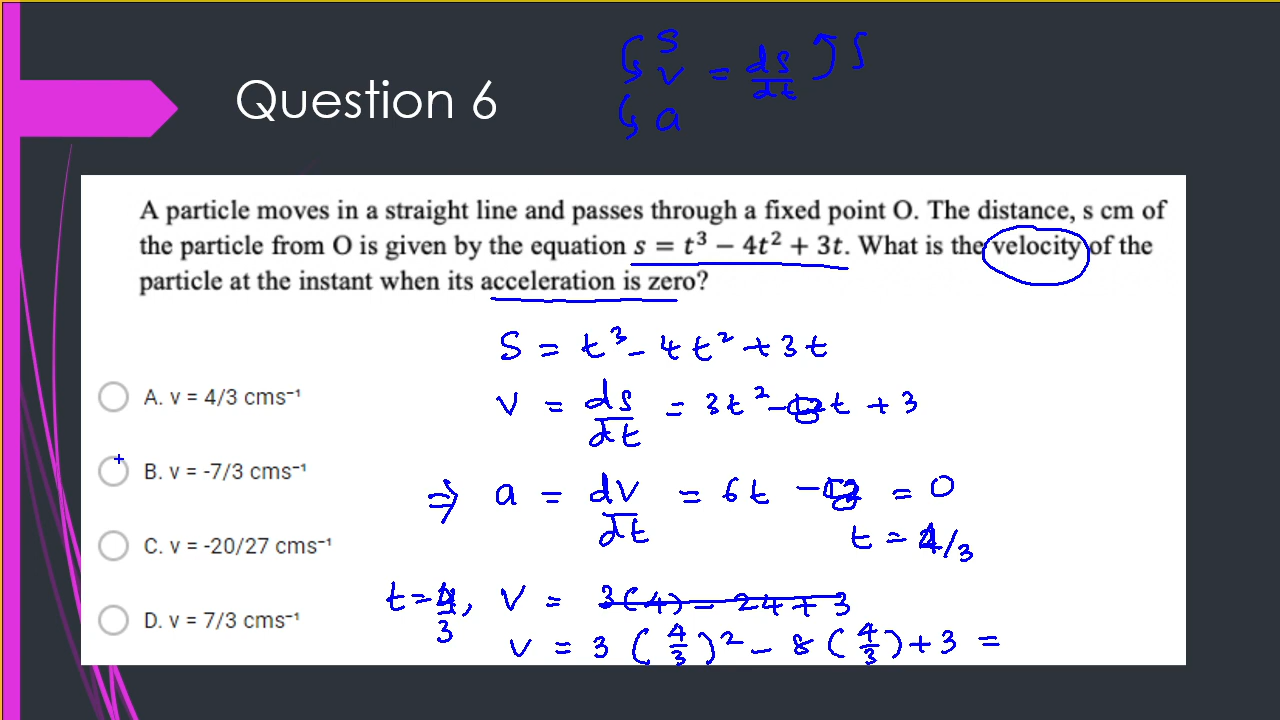 s
v = ds/dt ∫
a
Question 6
A particle moves in a straight line and passes through a fixed point O. The distance, s cm of
the particle from O is given by the equation s = t³ − 4t² + 3t. What is the velocity of the
particle at the instant when its acceleration is zero?
S = t³ - 4t² + 3t
A. v = 4/3 cms⁻¹
v = ds/dt = 3t² - t + 3
B. v = -7/3 cms⁻¹
⇒ a = dv/dt = 6t - = 0
t = 4/3
C. v = -20/27 cms⁻¹
t = 4/3, v = 3(4) - 24 + 3
D. v = 7/3 cms⁻¹
v = 3(4/3)² - 8(4/3) + 3 =